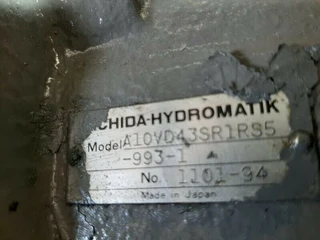 CHIDA-HYDROMATIK
Model A10VD43SR1RS5
-993-1
No. 1101-94
Made in Japan